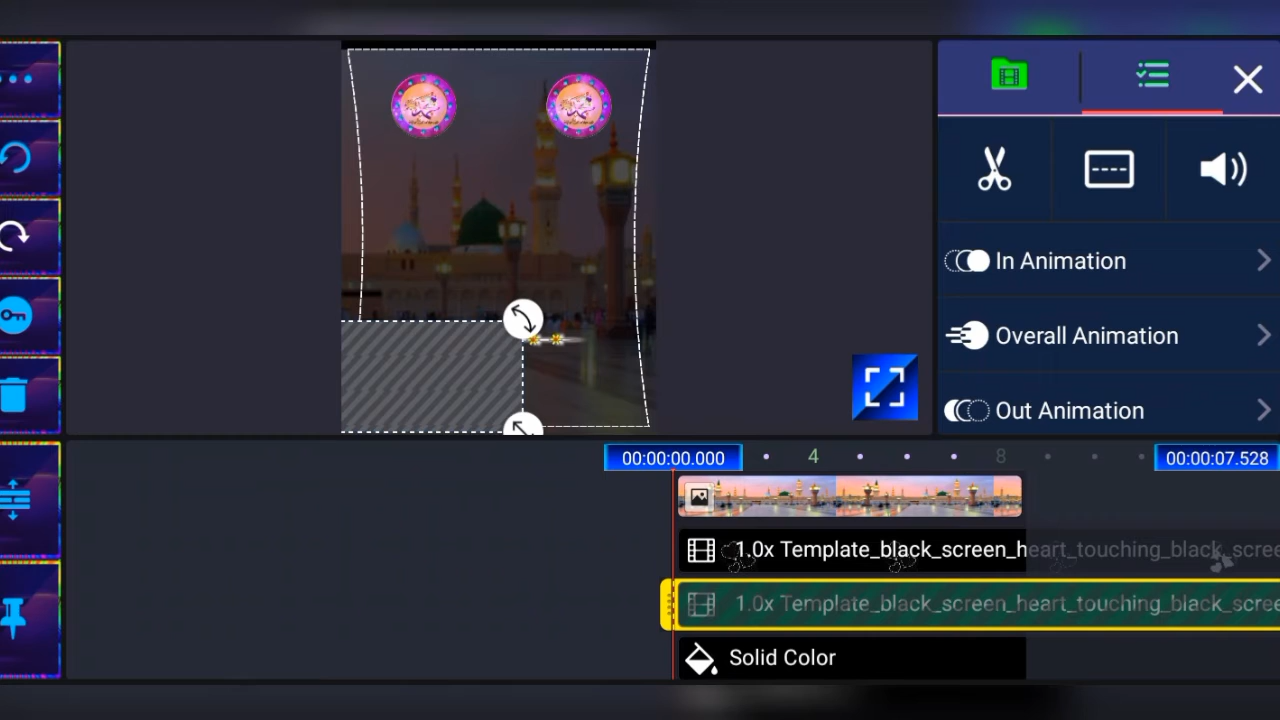 In Animation
Overall Animation
Out Animation
00:00:00.000
4
8
00:00:07.528
1.0x Template_black_screen_heart_touching_black_scree
1.0x Template_black_screen_heart_touching_black_scree
Solid Color